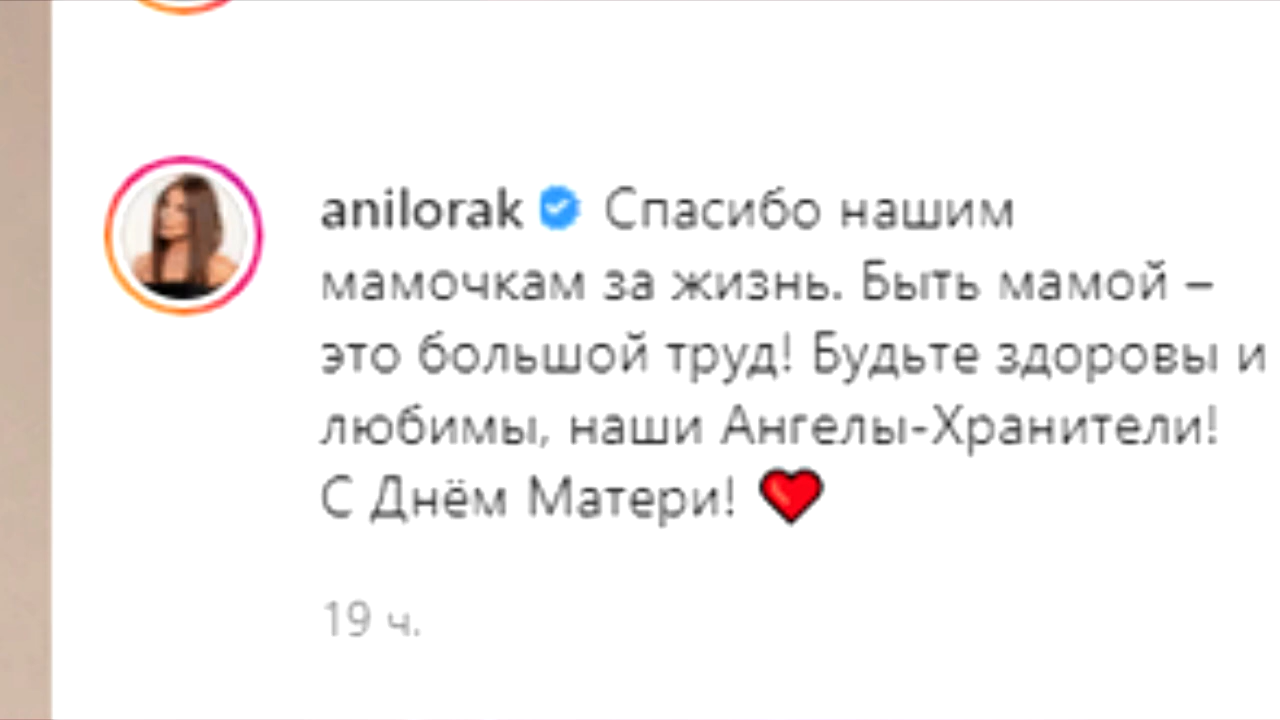 anilorak Спасибо нашим
мамочкам за жизнь. Быть мамой –
это большой труд! Будьте здоровы и
любимы, наши Ангелы-Хранители!
С Днём Матери! ❤️
19 ч.